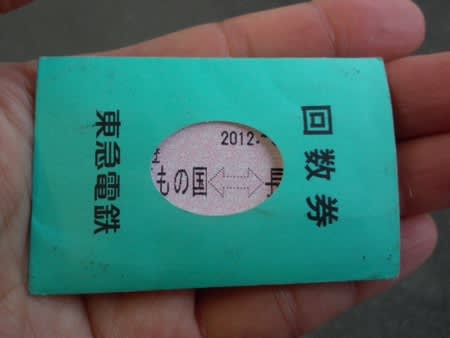 回数券
2012.-
もの国
東急電鉄